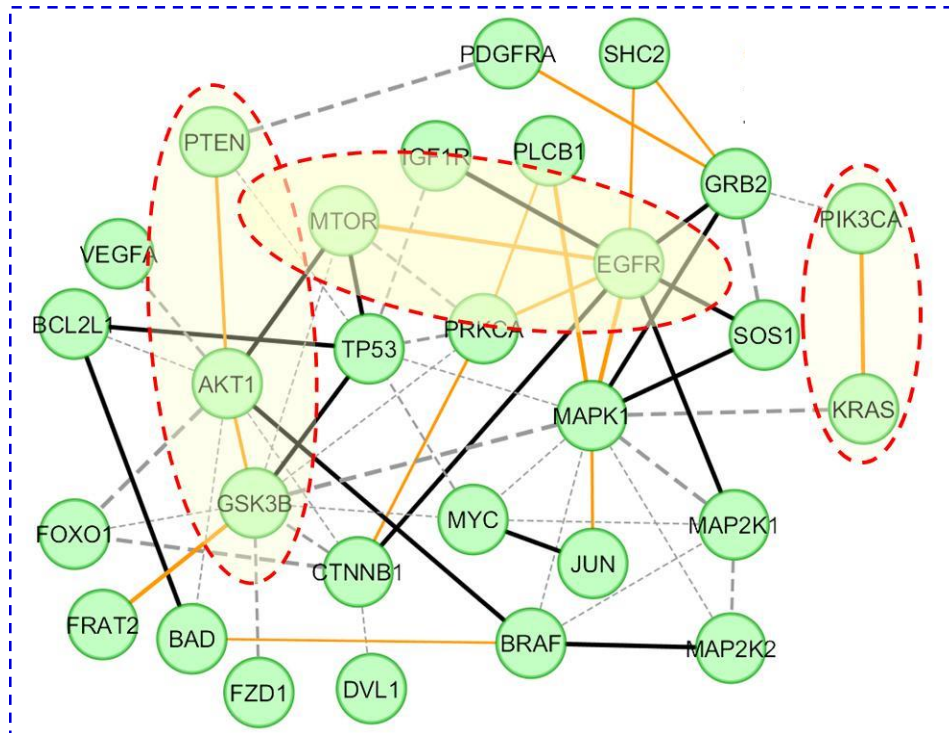 PDGFRA
SHC2
PTEN
IGF1R
PLCB1
GRB2
PIK3CA
MTOR
VEGFA
EGFR
BCL2L1
TP53
PRKCA
SOS1
AKT1
MAPK1
KRAS
GSK3B
MYC
MAP2K1
FOXO1
CTNNB1
JUN
FRAT2
BAD
BRAF
MAP2K2
FZD1
DVL1